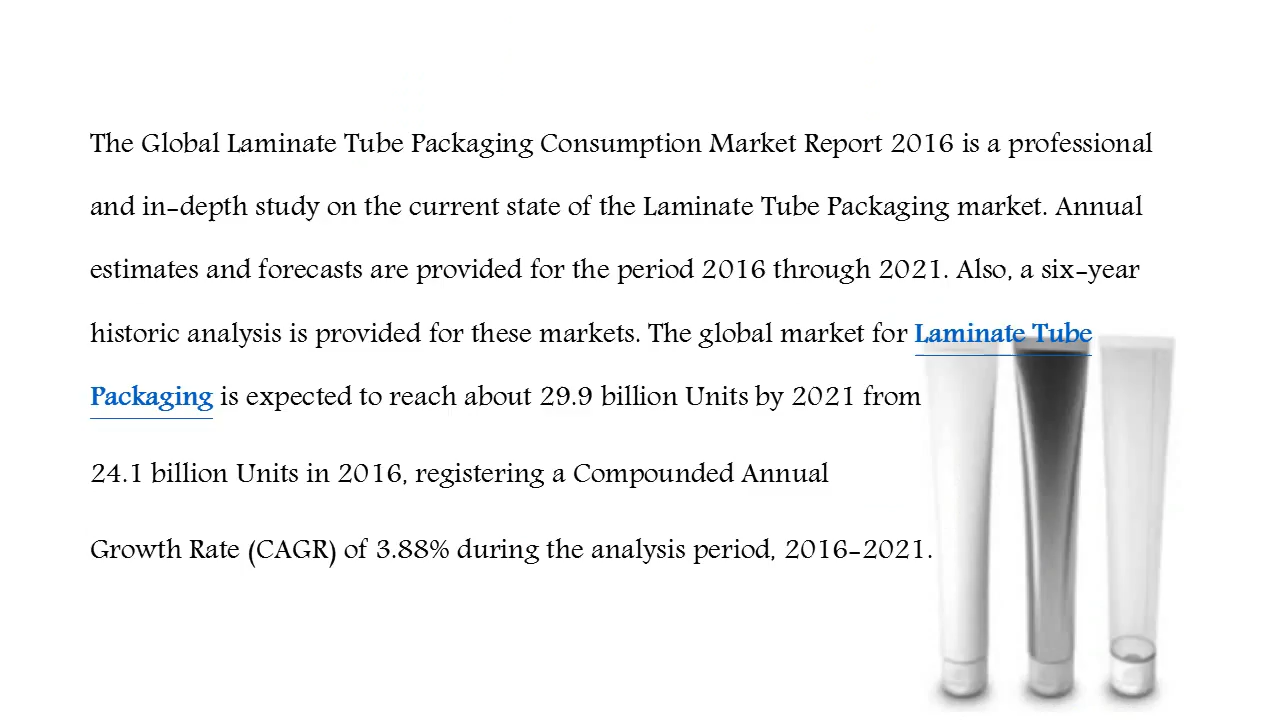 The Global Laminate Tube Packaging Consumption Market Report 2016 is a professional
and in-depth study on the current state of the Laminate Tube Packaging market. Annual
estimates and forecasts are provided for the period 2016 through 2021. Also, a six-year
historic analysis is provided for these markets. The global market for Laminate Tube
Packaging is expected to reach about 29.9 billion Units by 2021 from
24.1 billion Units in 2016, registering a Compounded Annual
Growth Rate (CAGR) of 3.88% during the analysis period, 2016-2021.